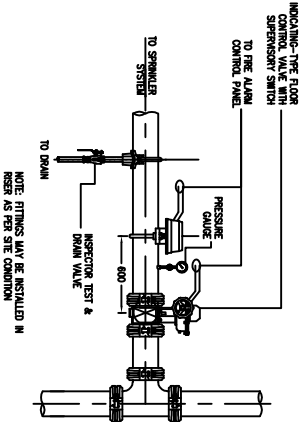 INDICATING-TYPE FLOOR
CONTROL VALVE WITH
SUPERVISORY SWITCH
TO FIRE ALARM
CONTROL PANEL
PRESSURE
GAUGE
TO SPRINKLER
SYSTEM
600
INSPECTOR TEST &
DRAIN VALVE
TO DRAIN
NOTE: FITTINGS MAY BE INSTALLED IN
RISER AS PER SITE CONDITION